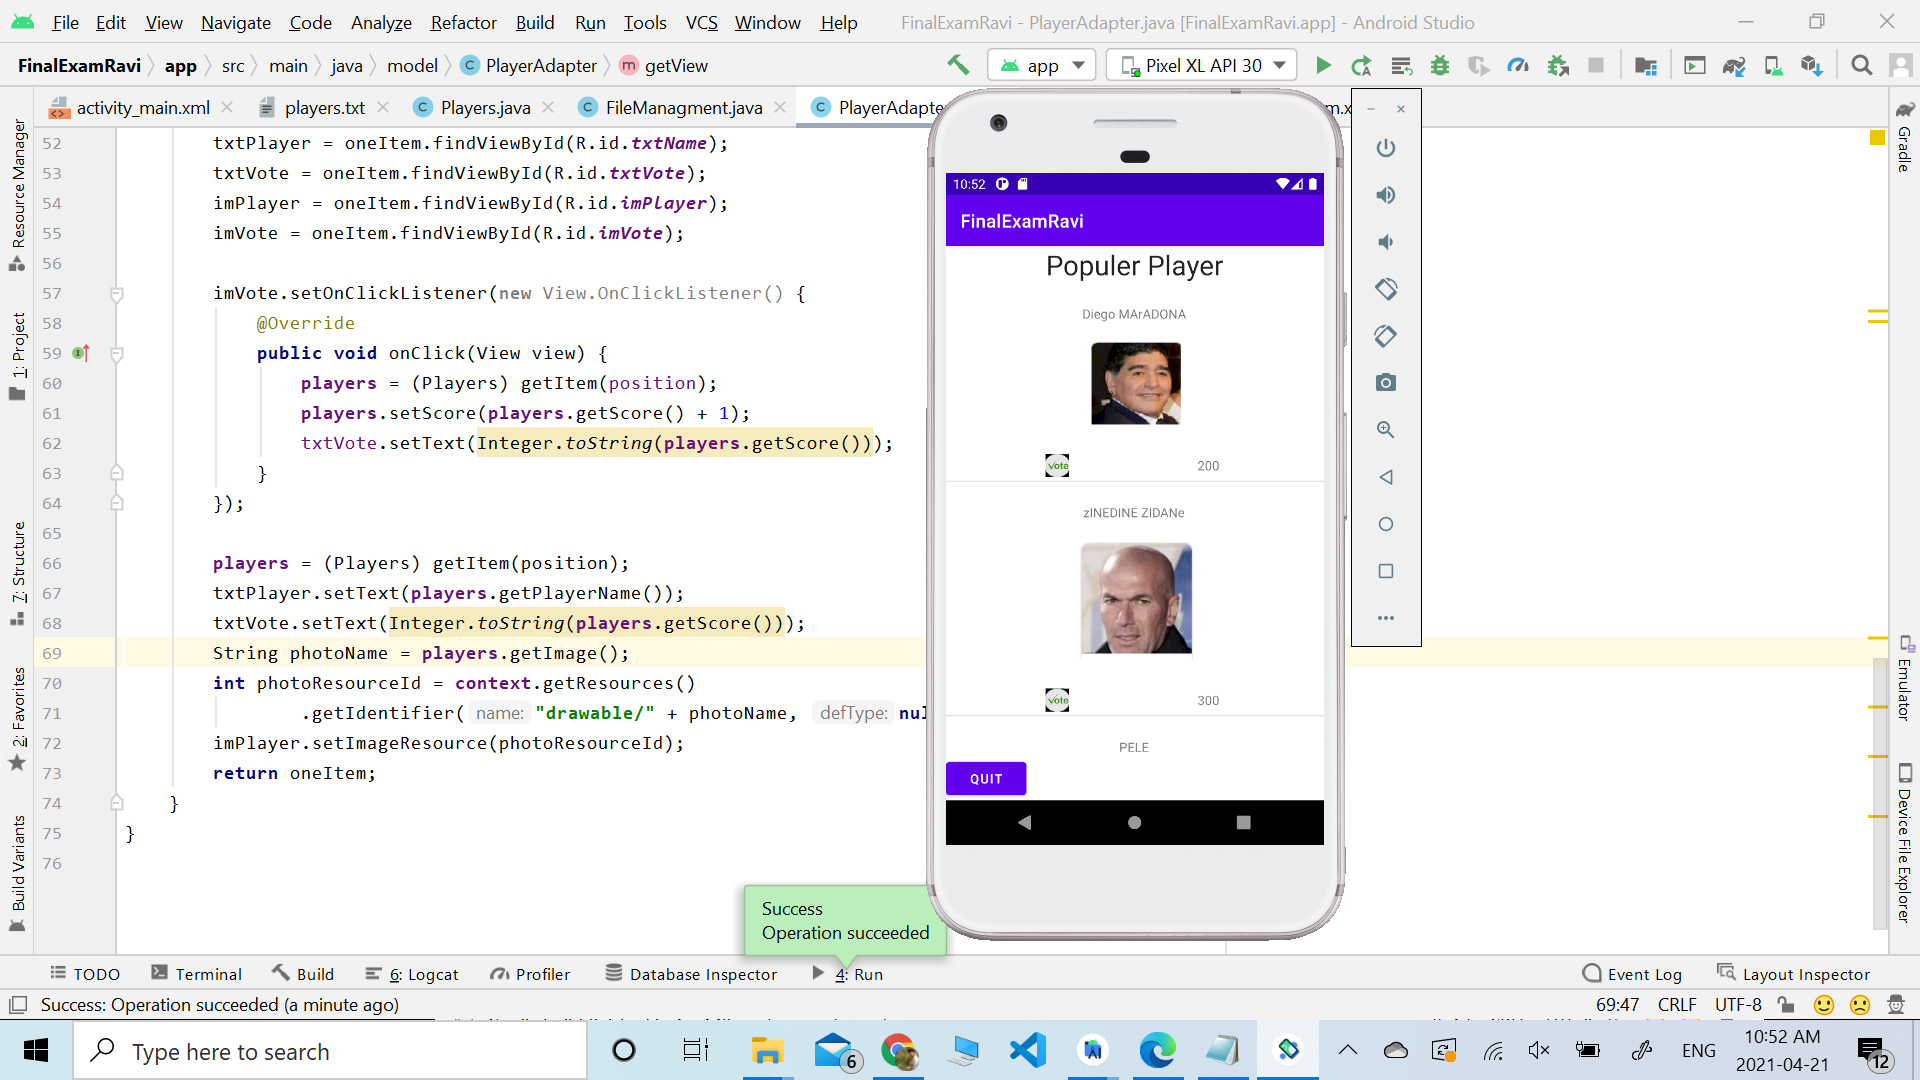 File Edit View Navigate Code Analyze Refactor Build Run Tools VCS Window Help FinalExamRavi - PlayerAdapter.java [FinalExamRavi.app] - Android Studio
FinalExamRavi app src main java model PlayerAdapter getView app Pixel XL API 30
activity_main.xml players.txt Players.java FileManagment.java PlayerAdapte m.x
52 txtPlayer = oneItem.findViewById(R.id.txtName);
53 txtVote = oneItem.findViewById(R.id.txtVote);
54 imPlayer = oneItem.findViewById(R.id.imPlayer);
55 imVote = oneItem.findViewById(R.id.imVote);
56
57 imVote.setOnClickListener(new View.OnClickListener() {
58 @Override
59 public void onClick(View view) {
60 players = (Players) getItem(position);
61 players.setScore(players.getScore() + 1);
62 txtVote.setText(Integer.toString(players.getScore()));
63 }
64 });
65
66 players = (Players) getItem(position);
67 txtPlayer.setText(players.getPlayerName());
68 txtVote.setText(Integer.toString(players.getScore()));
69 String photoName = players.getImage();
70 int photoResourceId = context.getResources()
71 .getIdentifier( name: "drawable/" + photoName, defType: nul
72 imPlayer.setImageResource(photoResourceId);
73 return oneItem;
74 }
75 }
76
Resource Manager
1: Project
7: Structure
2: Favorites
Build Variants
10:52
FinalExamRavi
Populer Player
Diego MArADONA
vote 200
zINEDINE ZIDANe
vote 300
PELE
QUIT
Gradle
Emulator
Device File Explorer
Success
Operation succeeded
TODO Terminal Build 6: Logcat Profiler Database Inspector 4: Run Event Log Layout Inspector
Success: Operation succeeded (a minute ago) 69:47 CRLF UTF-8
Type here to search 6 ENG 10:52 AM
2021-04-21 12